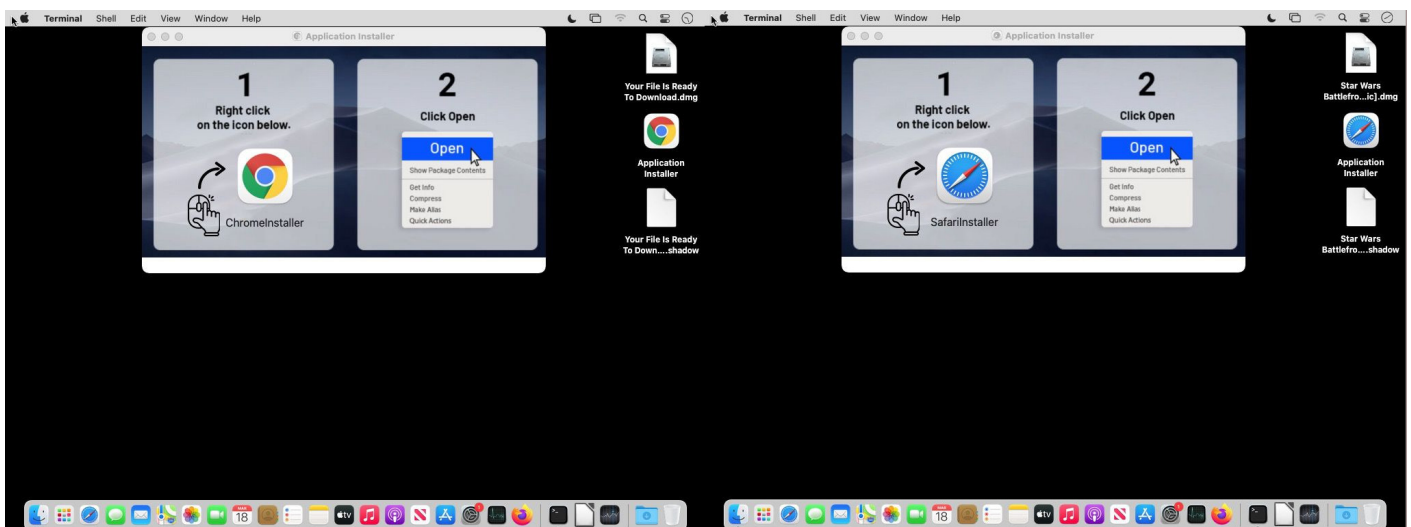 Terminal Shell Edit View Window Help
Application Installer
1
Right click
on the icon below.
ChromeInstaller
2
Click Open
Open
Show Package Contents
Get Info
Compress
Make Alias
Quick Actions
Your File Is Ready
To Download.dmg
Application
Installer
Your File Is Ready
To Down....shadow
18
tv
Terminal Shell Edit View Window Help
Application Installer
1
Right click
on the icon below.
SafariInstaller
2
Click Open
Open
Show Package Contents
Get Info
Compress
Make Alias
Quick Actions
Star Wars
Battlefro...ic].dmg
Application
Installer
Star Wars
Battlefro....shadow
18
tv